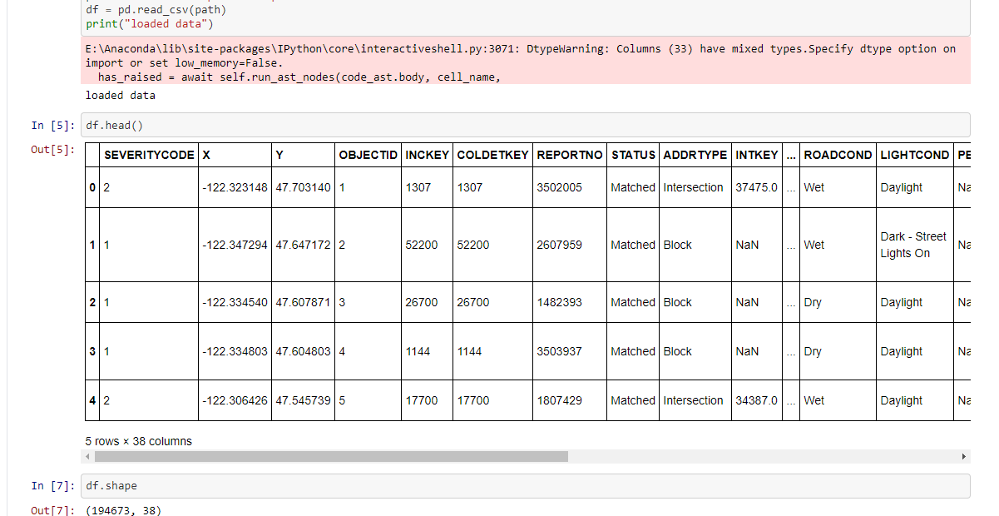 df = pd.read_csv(path)
print("loaded data")
E:\Anaconda\lib\site-packages\IPython\core\interactiveshell.py:3071: DtypeWarning: Columns (33) have mixed types.Specify dtype option on
import or set low_memory=False.
  has_raised = await self.run_ast_nodes(code_ast.body, cell_name,
loaded data
In [5]: df.head()
Out[5]:
SEVERITYCODE X Y OBJECTID INCKEY COLDETKEY REPORTNO STATUS ADDRTYPE INTKEY ... ROADCOND LIGHTCOND PE
0 2 -122.323148 47.703140 1 1307 1307 3502005 Matched Intersection 37475.0 ... Wet Daylight Na
1 1 -122.347294 47.647172 2 52200 52200 2607959 Matched Block NaN ... Wet Dark - Street Lights On Na
2 1 -122.334540 47.607871 3 26700 26700 1482393 Matched Block NaN ... Dry Daylight Na
3 1 -122.334803 47.604803 4 1144 1144 3503937 Matched Block NaN ... Dry Daylight Na
4 2 -122.306426 47.545739 5 17700 17700 1807429 Matched Intersection 34387.0 ... Wet Daylight Na
5 rows × 38 columns
In [7]: df.shape
Out[7]: (194673, 38)